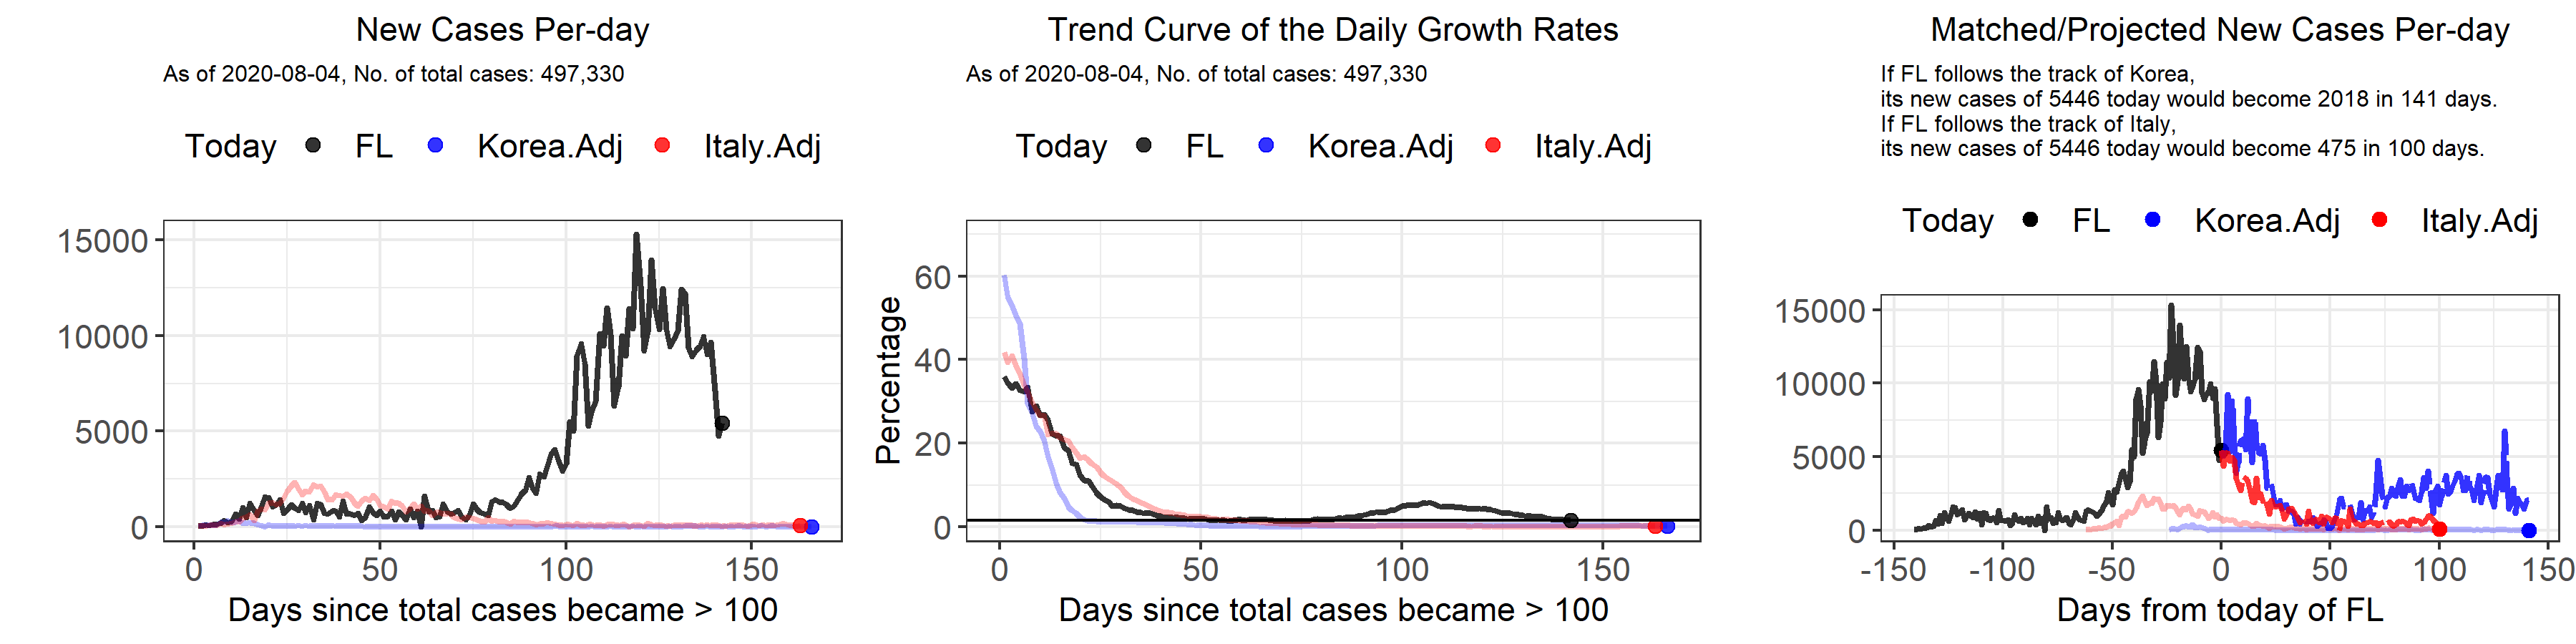 New Cases Per-day
As of 2020-08-04, No. of total cases: 497,330
Today FL Korea.Adj Italy.Adj
15000
10000
5000
0
0 50 100 150
Days since total cases became > 100
Trend Curve of the Daily Growth Rates
As of 2020-08-04, No. of total cases: 497,330
Today FL Korea.Adj Italy.Adj
Percentage
60
40
20
0
0 50 100 150
Days since total cases became > 100
Matched/Projected New Cases Per-day
If FL follows the track of Korea,
its new cases of 5446 today would become 2018 in 141 days.
If FL follows the track of Italy,
its new cases of 5446 today would become 475 in 100 days.
Today FL Korea.Adj Italy.Adj
15000
10000
5000
0
-150 -100 -50 0 50 100 150
Days from today of FL